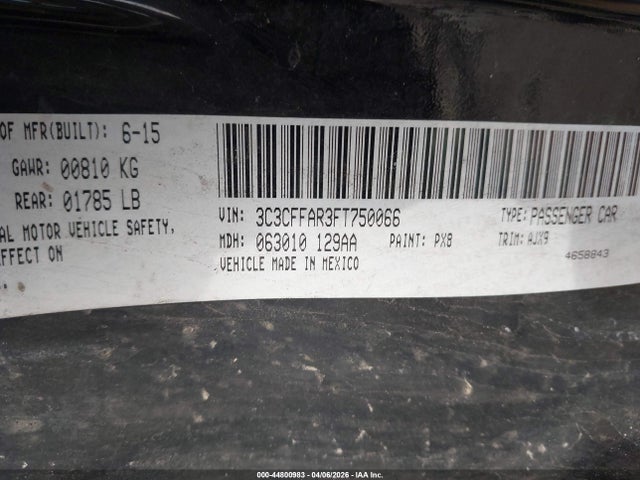 OF MFR(BUILT): 6-15
GAWR: 00810 KG
REAR: 01785 LB
AL MOTOR VEHICLE SAFETY,
EFFECT ON
VIN: 3C3CFFAR3FT750066 TYPE: PASSENGER CAR
MDH: 063010 129AA PAINT: PX8 TRIM: AJX9
VEHICLE MADE IN MEXICO 4658843
000-44800983 | 04/06/2026 | IAA Inc.